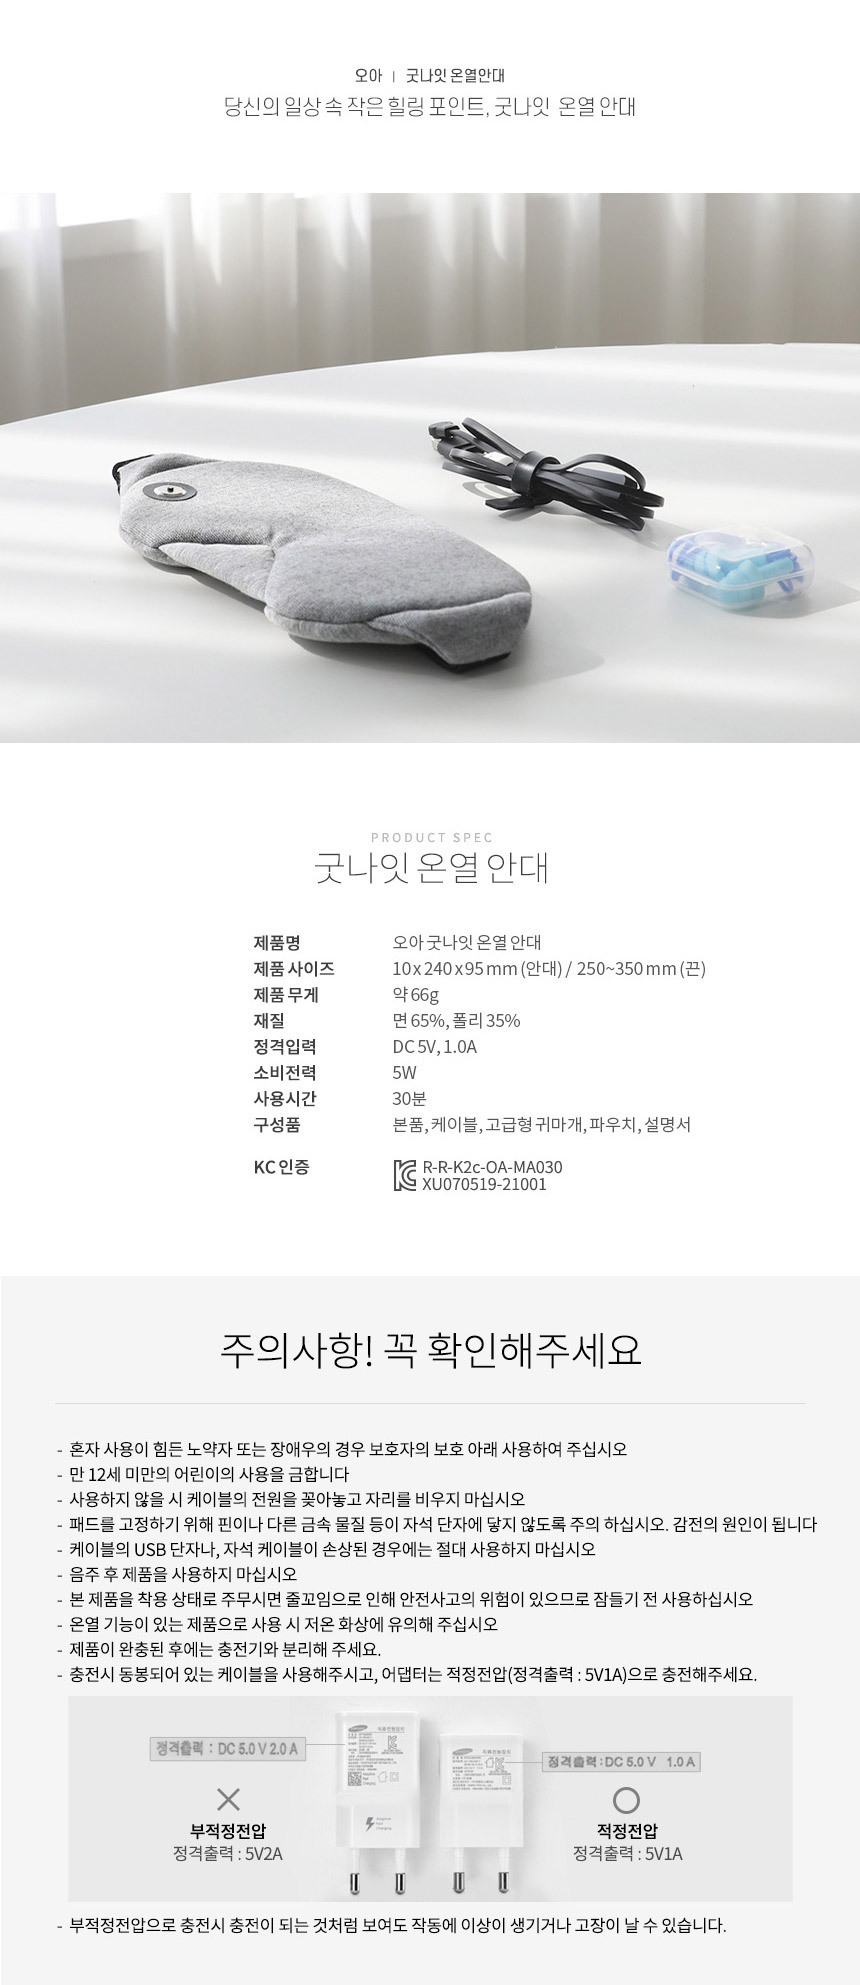 오아 | 굿나잇 온열안대
당신의 일상 속 작은 힐링 포인트, 굿나잇 온열 안대
PRODUCT SPEC
굿나잇 온열 안대
제품명 오아 굿나잇 온열 안대
제품 사이즈 10 x 240 x 95 mm (안대) / 250~350 mm (끈)
제품 무게 약 66g
재질 면 65%, 폴리 35%
정격입력 DC 5V, 1.0A
소비전력 5W
사용시간 30분
구성품 본품, 케이블, 고급형 귀마개, 파우치, 설명서
KC 인증 R-R-K2c-OA-MA030
XU070519-21001
주의사항! 꼭 확인해주세요
- 혼자 사용이 힘든 노약자 또는 장애우의 경우 보호자의 보호 아래 사용하여 주십시오
- 만 12세 미만의 어린이의 사용을 금합니다
- 사용하지 않을 시 케이블의 전원을 꽂아놓고 자리를 비우지 마십시오
- 패드를 고정하기 위해 핀이나 다른 금속 물질 등이 자석 단자에 닿지 않도록 주의 하십시오. 감전의 원인이 됩니다
- 케이블의 USB 단자나, 자석 케이블이 손상된 경우에는 절대 사용하지 마십시오
- 음주 후 제품을 사용하지 마십시오
- 본 제품을 착용 상태로 주무시면 줄꼬임으로 인해 안전사고의 위험이 있으므로 잠들기 전 사용하십시오
- 온열 기능이 있는 제품으로 사용 시 저온 화상에 유의해 주십시오
- 제품이 완충된 후에는 충전기와 분리해 주세요.
- 충전시 동봉되어 있는 케이블을 사용해주시고, 어댑터는 적정전압(정격출력 : 5V1A)으로 충전해주세요.
정격출력 : DC 5.0 V 2.0 A
정격출력:DC 5.0 V 1.0 A
부적정전압
정격출력 : 5V2A
적정전압
정격출력 : 5V1A
- 부적정전압으로 충전시 충전이 되는 것처럼 보여도 작동에 이상이 생기거나 고장이 날 수 있습니다.